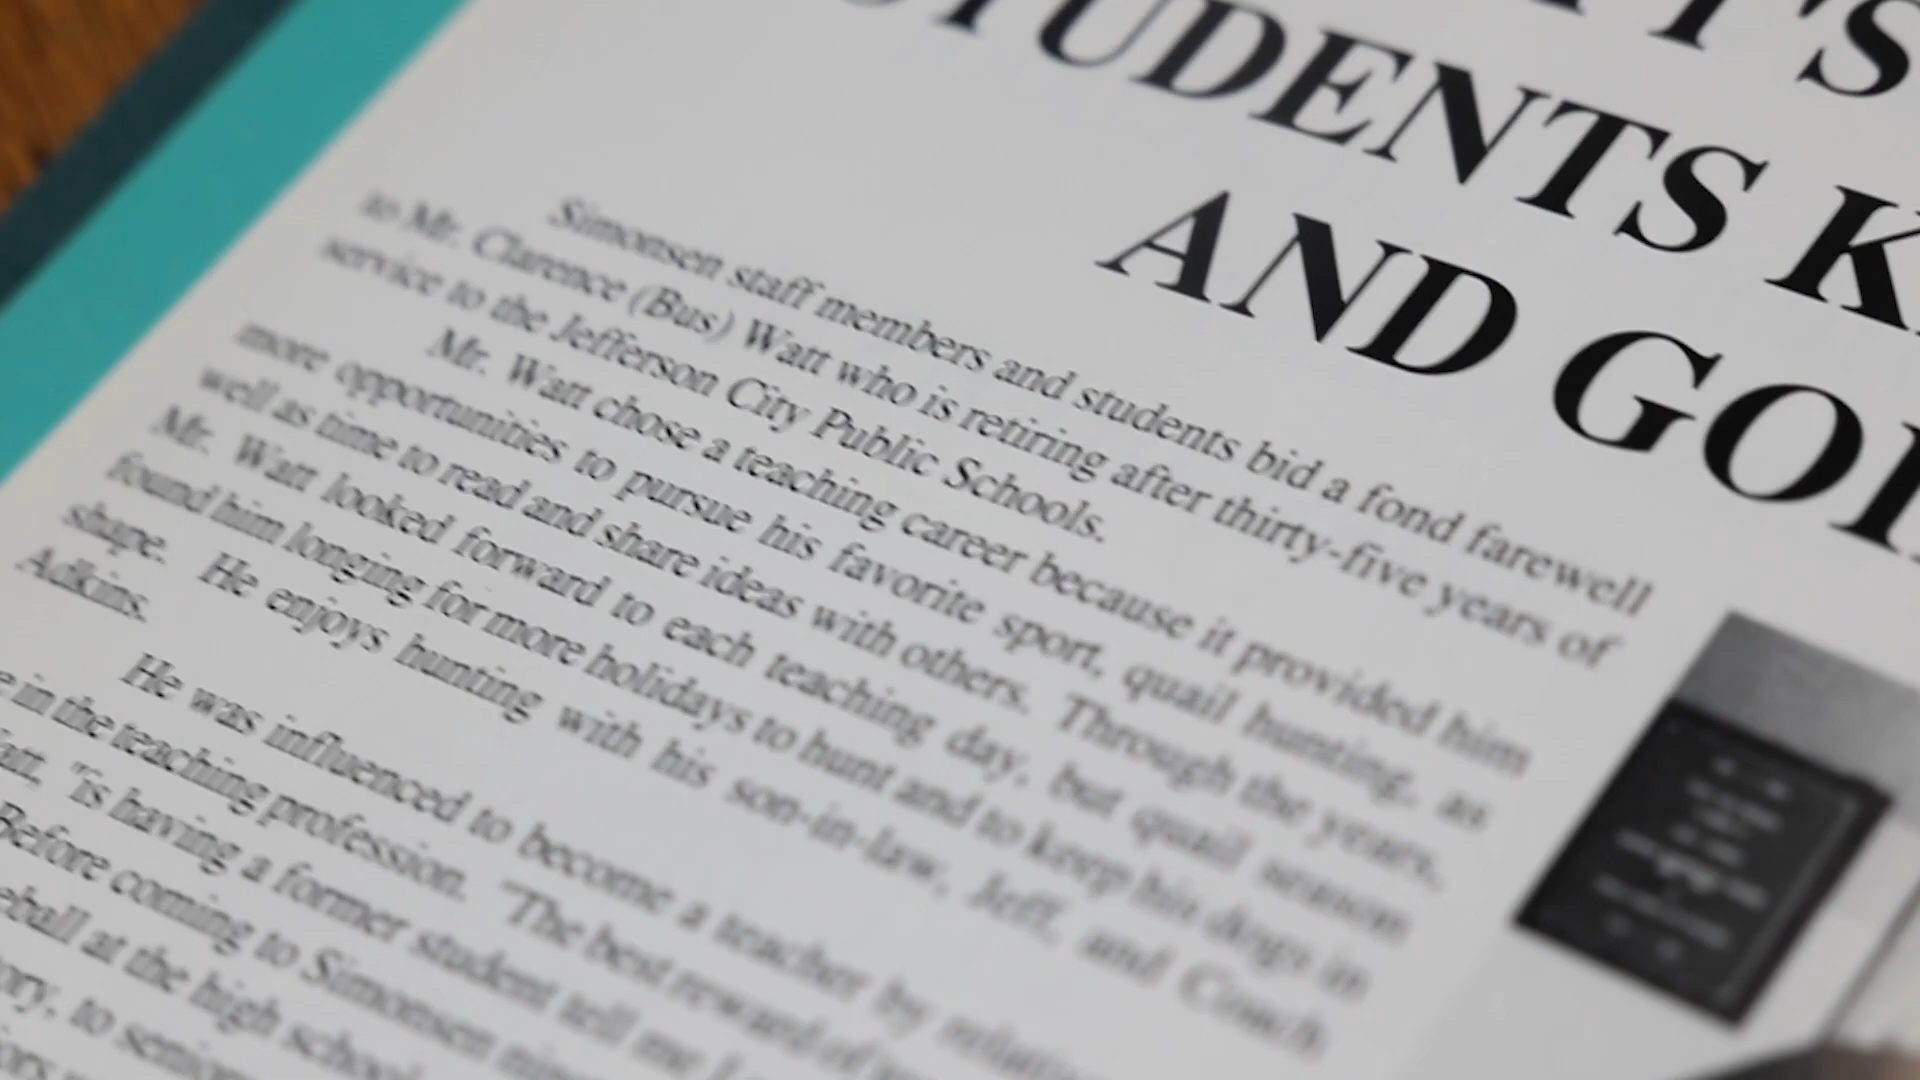 T'S
STUDENTS K
AND GO
Simonsen staff members and students bid a fond farewell
to Mr. Clarence (Bus) Watt who is retiring after thirty-five years of
service to the Jefferson City Public Schools.
Mr. Watt chose a teaching career because it provided him
more opportunities to pursue his favorite sport, quail hunting, as
well as time to read and share ideas with others. Through the years,
Mr. Watt looked forward to each teaching day, but quail season
found him longing for more holidays to hunt and to keep his dogs in
shape. He enjoys hunting with his son-in-law, Jeff, and Coach
Adkins.
He was influenced to become a teacher by
in the teaching profession. "The best reward of
att, "is having a former student tell me I
Before coming to Simonsen
eball at the high school
ory, to